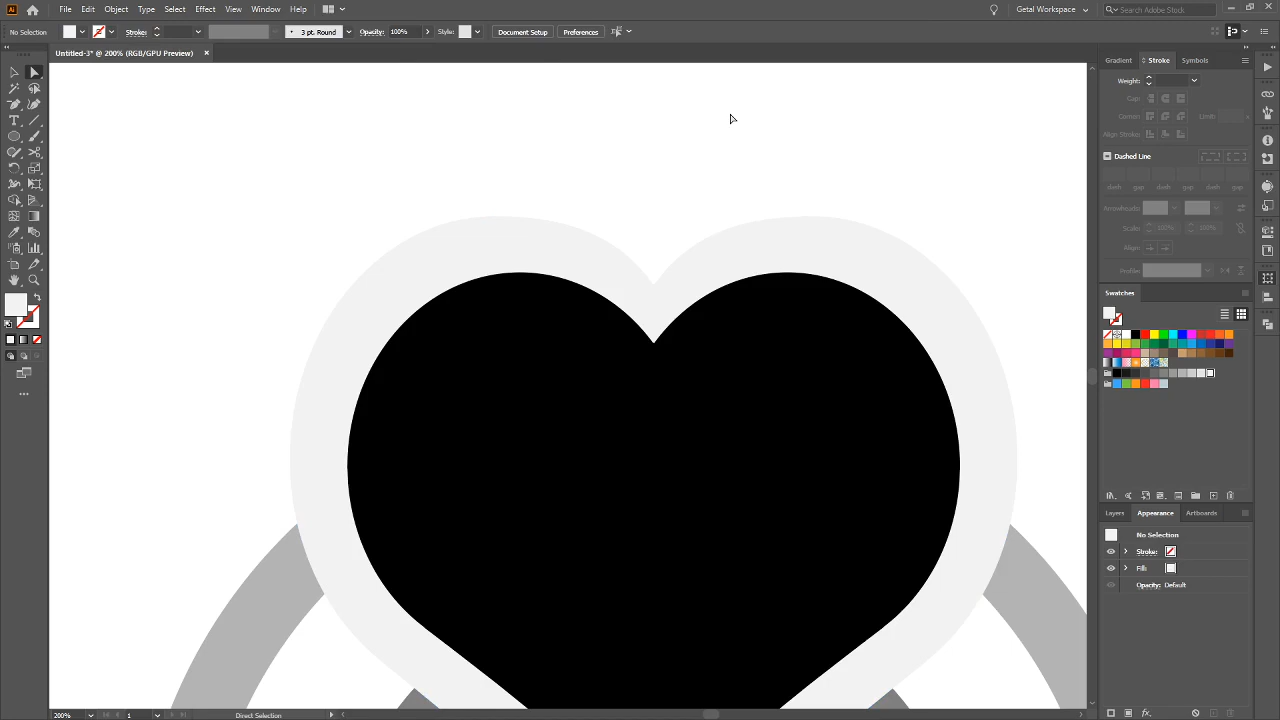 Ai File Edit Object Type Select Effect View Window Help Getal Workspace Search Adobe Stock
No Selection Stroke: 3 pt. Round Opacity: 100% Style: Document Setup Preferences
Untitled-3* @ 200% (RGB/GPU Preview) ×
Gradient Stroke Symbols
Weight:
Cap:
Corner: Limit: x
Align Stroke:
Dashed Line
dash gap dash gap dash gap
Arrowheads:
Scale: 100% 100%
Align:
Profile:
Swatches
Layers Appearance Artboards
No Selection
Stroke:
Fill:
Opacity: Default
200% 1 Direct Selection
fx.